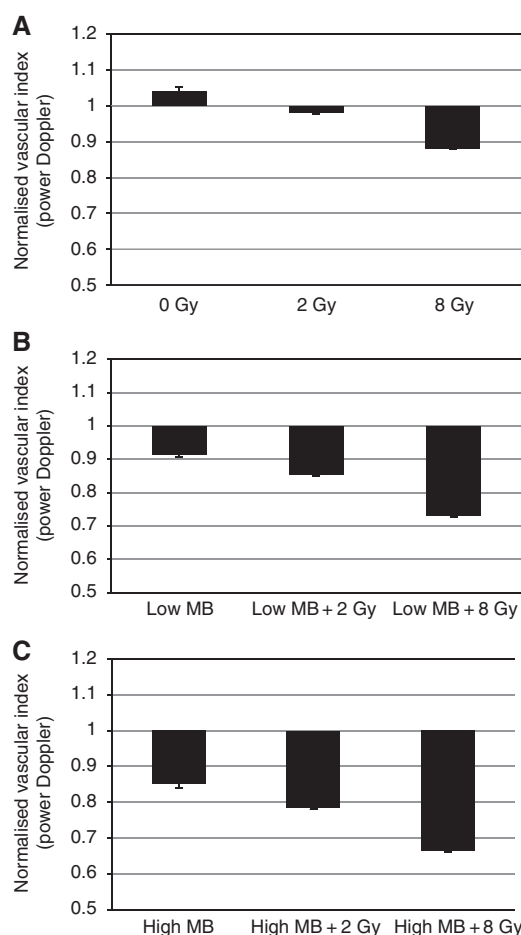 A
Normalised vascular index
(power Doppler)
1.2
1.1
1
0.9
0.8
0.7
0.6
0.5
0 Gy
2 Gy
8 Gy
B
Normalised vascular index
(power Doppler)
1.2
1.1
1
0.9
0.8
0.7
0.6
0.5
Low MB
Low MB + 2 Gy
Low MB + 8 Gy
C
Normalised vascular index
(power Doppler)
1.2
1.1
1
0.9
0.8
0.7
0.6
0.5
High MB
High MB + 2 Gy
High MB + 8 Gy